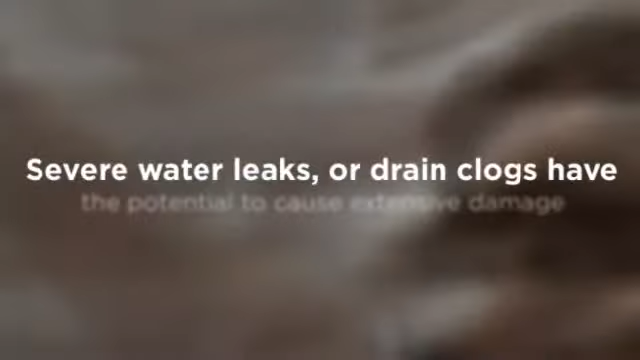 Severe water leaks, or drain clogs have
the potential to cause extensive damage